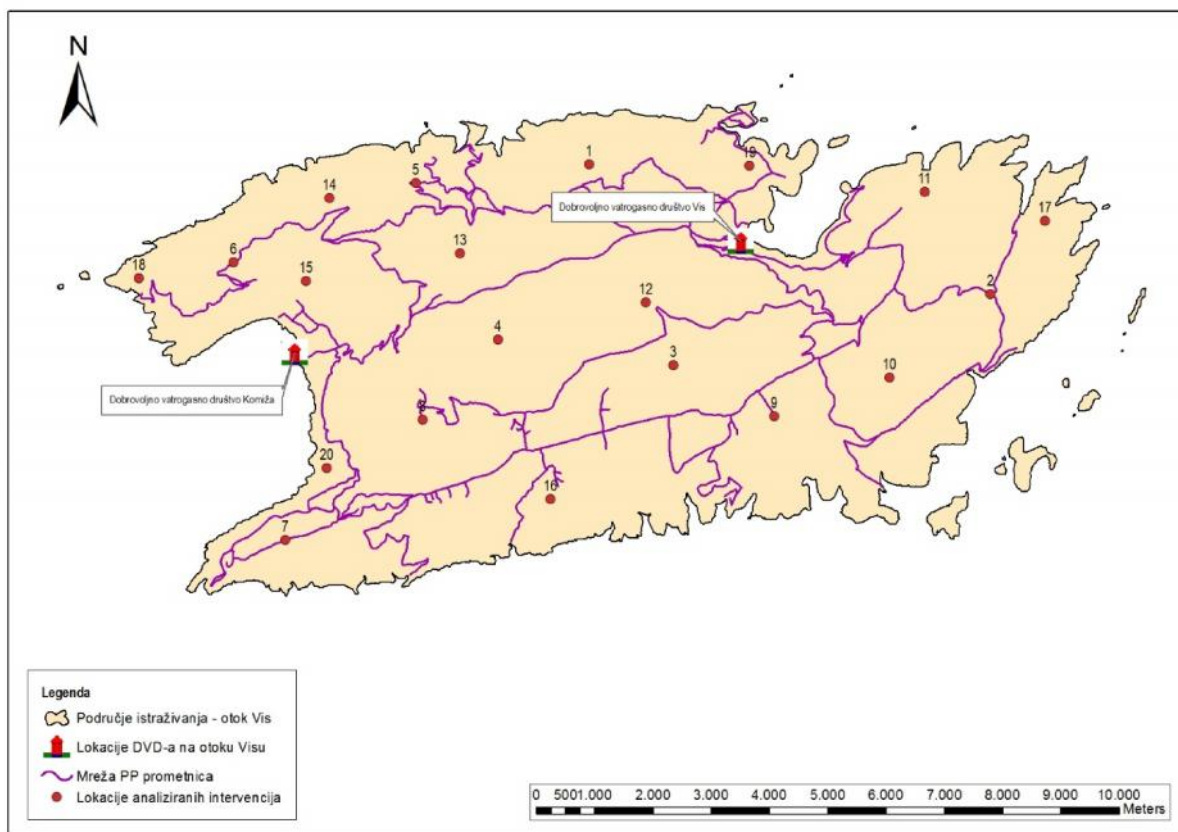 N
1
19
5
11
14
Dobrovoljno vatrogasno društvo Vis
17
13
6
18
15
2
12
4
3
10
Dobrovoljno vatrogasno društvo Komiža
9
20
16
7
Legenda
Područje istraživanja - otok Vis
Lokacije DVD-a na otoku Visu
Mreža PP prometnica
Lokacije analiziranih intervencija
0 5001.000 2.000 3.000 4.000 5.000 6.000 7.000 8.000 9.000 10.000
Meters